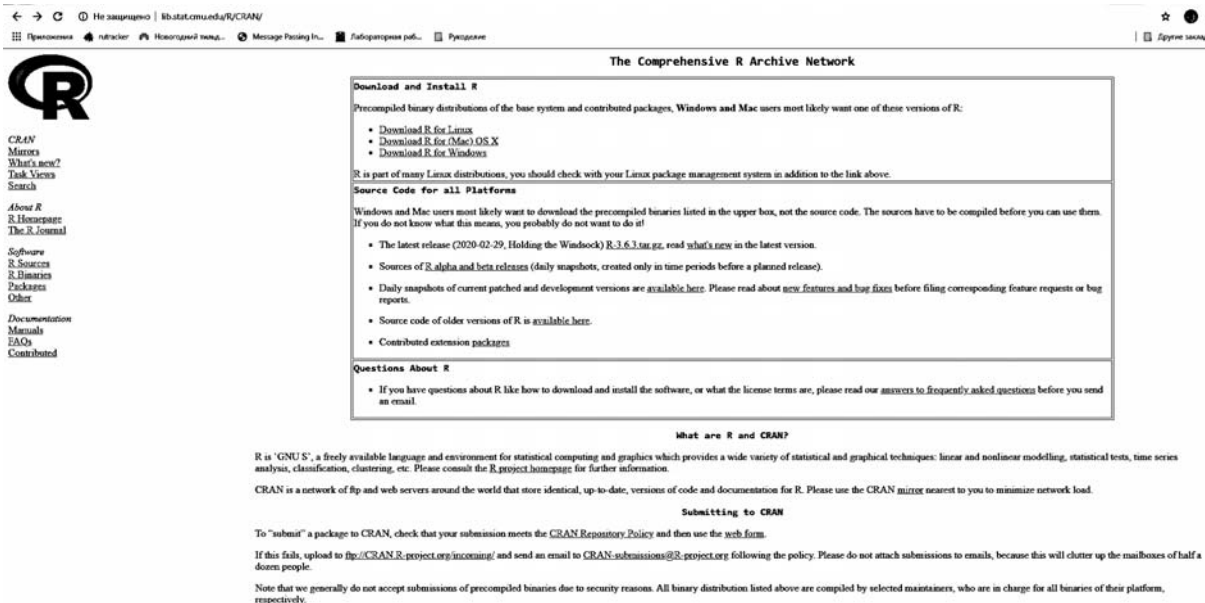 Не защищено | lib.stat.cmu.edu/R/CRAN/
Приложения rutracker Новогодний Message Passing In... Лабораторная раб... Рукоделие Другие
R
The Comprehensive R Archive Network
CRAN
Mirrors
What's new?
Task Views
Search
About R
R Homepage
The R Journal
Software
R Sources
R Binaries
Packages
Other
Documentation
Manuals
FAQs
Contributed
Download and Install R
Precompiled binary distributions of the base system and contributed packages, Windows and Mac users most likely want one of these versions of R:
• Download R for Linux
• Download R for (Mac) OS X
• Download R for Windows
R is part of many Linux distributions, you should check with your Linux package management system in addition to the link above.
Source Code for all Platforms
Windows and Mac users most likely want to download the precompiled binaries listed in the upper box, not the source code. The sources have to be compiled before you can use them.
If you do not know what this means, you probably do not want to do it!
• The latest release (2020-02-29, Holding the Windsock) R-3.6.3.tar.gz, read what's new in the latest version.
• Sources of R alpha and beta releases (daily snapshots, created only in time periods before a planned release).
• Daily snapshots of current patched and development versions are available here. Please read about new features and bug fixes before filing corresponding feature requests or bug
reports.
• Source code of older versions of R is available here.
• Contributed extension packages
Questions About R
• If you have questions about R like how to download and install the software, or what the license terms are, please read our answers to frequently asked questions before you send
an email.
What are R and CRAN?
R is `GNU S', a freely available language and environment for statistical computing and graphics which provides a wide variety of statistical and graphical techniques: linear and nonlinear modelling, statistical tests, time series
analysis, classification, clustering, etc. Please consult the R project homepage for further information.
CRAN is a network of ftp and web servers around the world that store identical, up-to-date, versions of code and documentation for R. Please use the CRAN mirror nearest to you to minimize network load.
Submitting to CRAN
To "submit" a package to CRAN, check that your submission meets the CRAN Repository Policy and then use the web form.
If this fails, upload to ftp://CRAN.R-project.org/incoming/ and send an email to CRAN-submissions@R-project.org following the policy. Please do not attach submissions to emails, because this will clutter up the mailboxes of half a
dozen people.
Note that we generally do not accept submissions of precompiled binaries due to security reasons. All binary distribution listed above are compiled by selected maintainers, who are in charge for all binaries of their platform,
respectively.